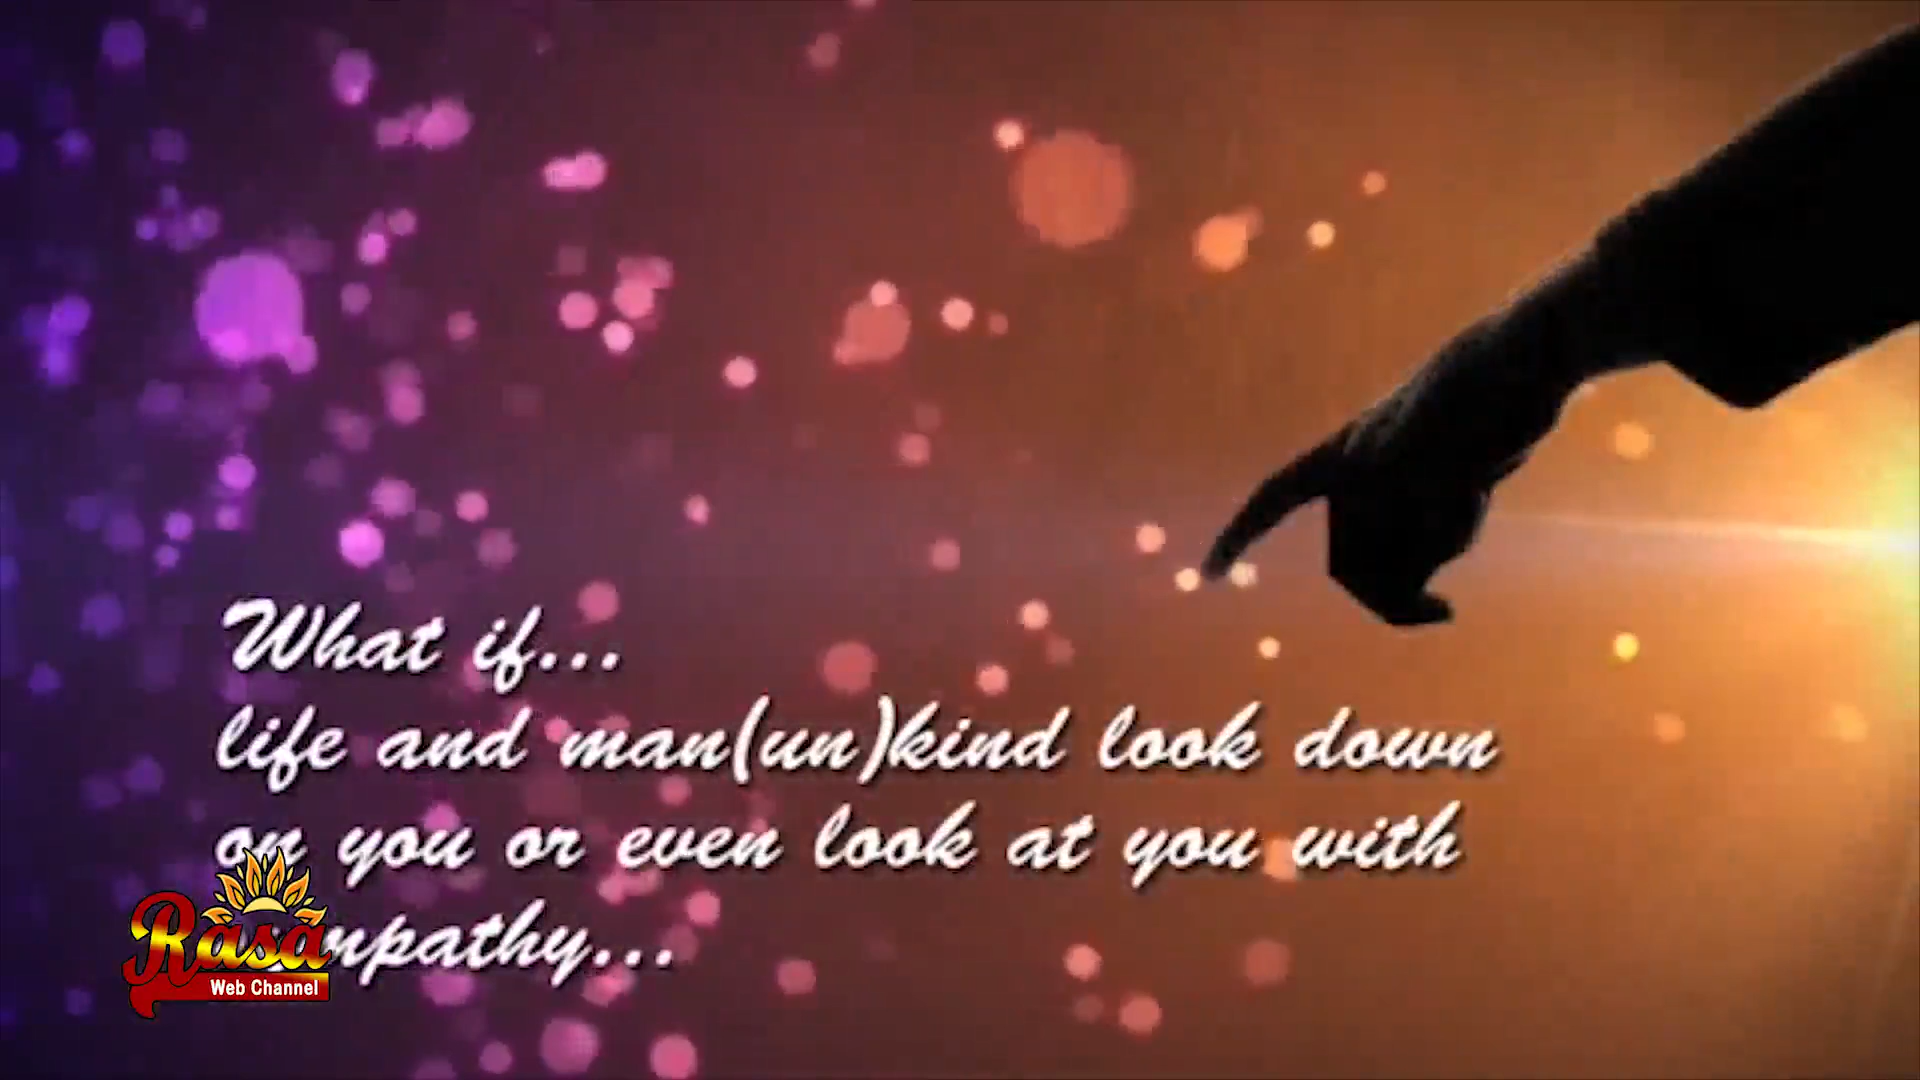 What if...
life and man(un)kind look down
on you or even look at you with
Rasa
Web Channel